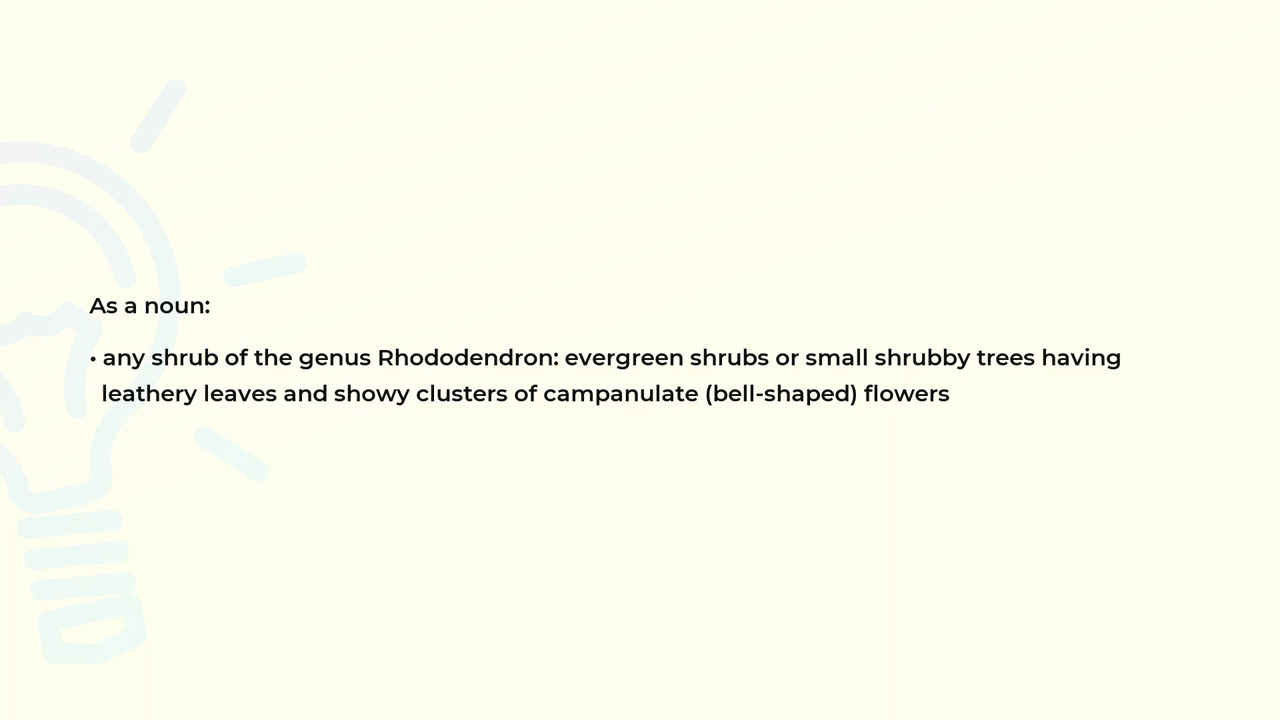 As a noun:
• any shrub of the genus Rhododendron: evergreen shrubs or small shrubby trees having
leathery leaves and showy clusters of campanulate (bell-shaped) flowers